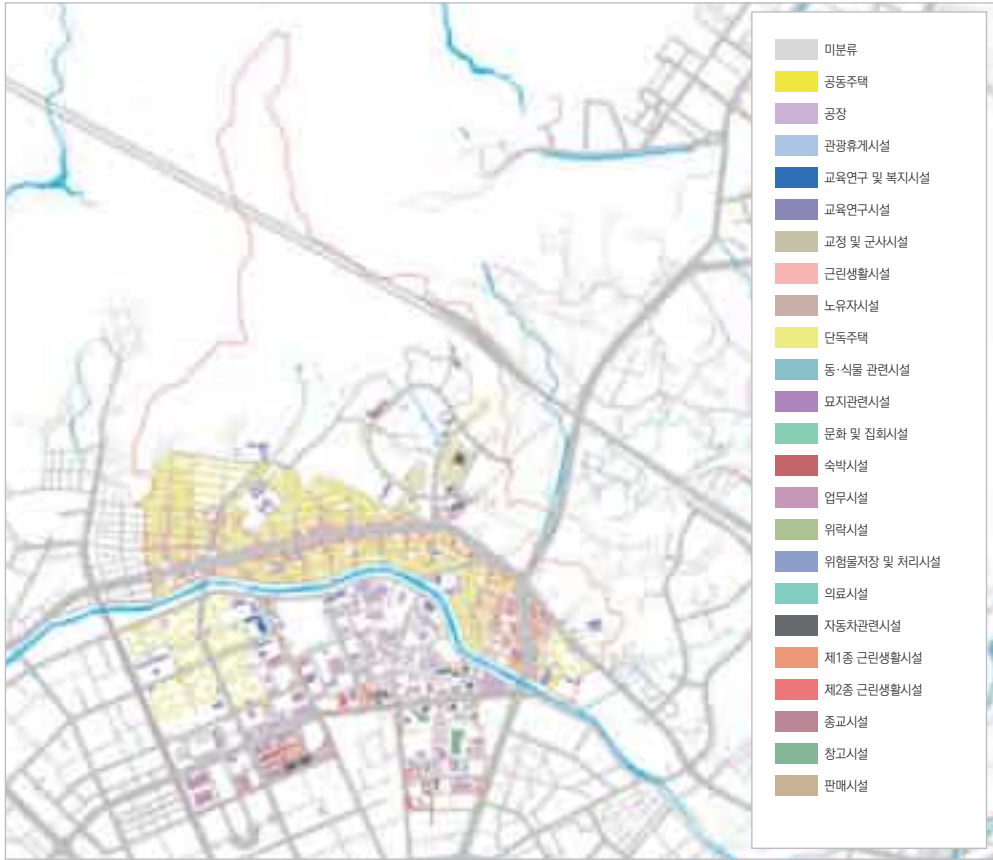 미분류
공동주택
공장
관광휴게시설
교육연구 및 복지시설
교육연구시설
교정 및 군사시설
근린생활시설
노유자시설
단독주택
동·식물 관련시설
묘지관련시설
문화 및 집회시설
숙박시설
업무시설
위락시설
위험물저장 및 처리시설
의료시설
자동차관련시설
제1종 근린생활시설
제2종 근린생활시설
종교시설
창고시설
판매시설